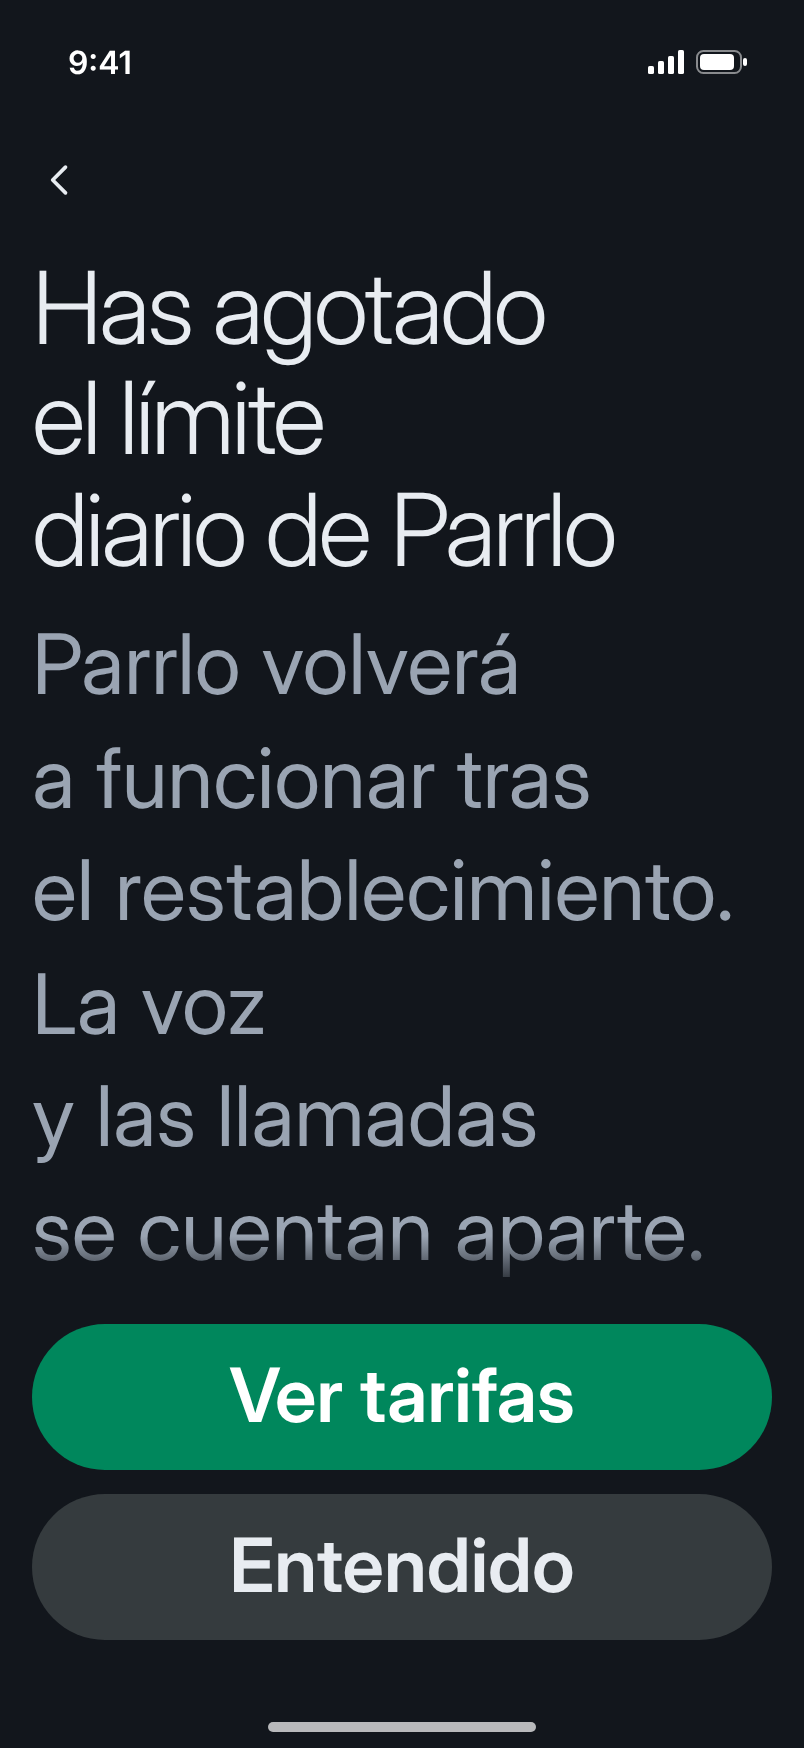 9:41
Has agotado
el límite
diario de Parrlo
Parrlo volverá
a funcionar tras
el restablecimiento.
La voz
y las llamadas
se cuentan aparte.
Ver tarifas
Entendido